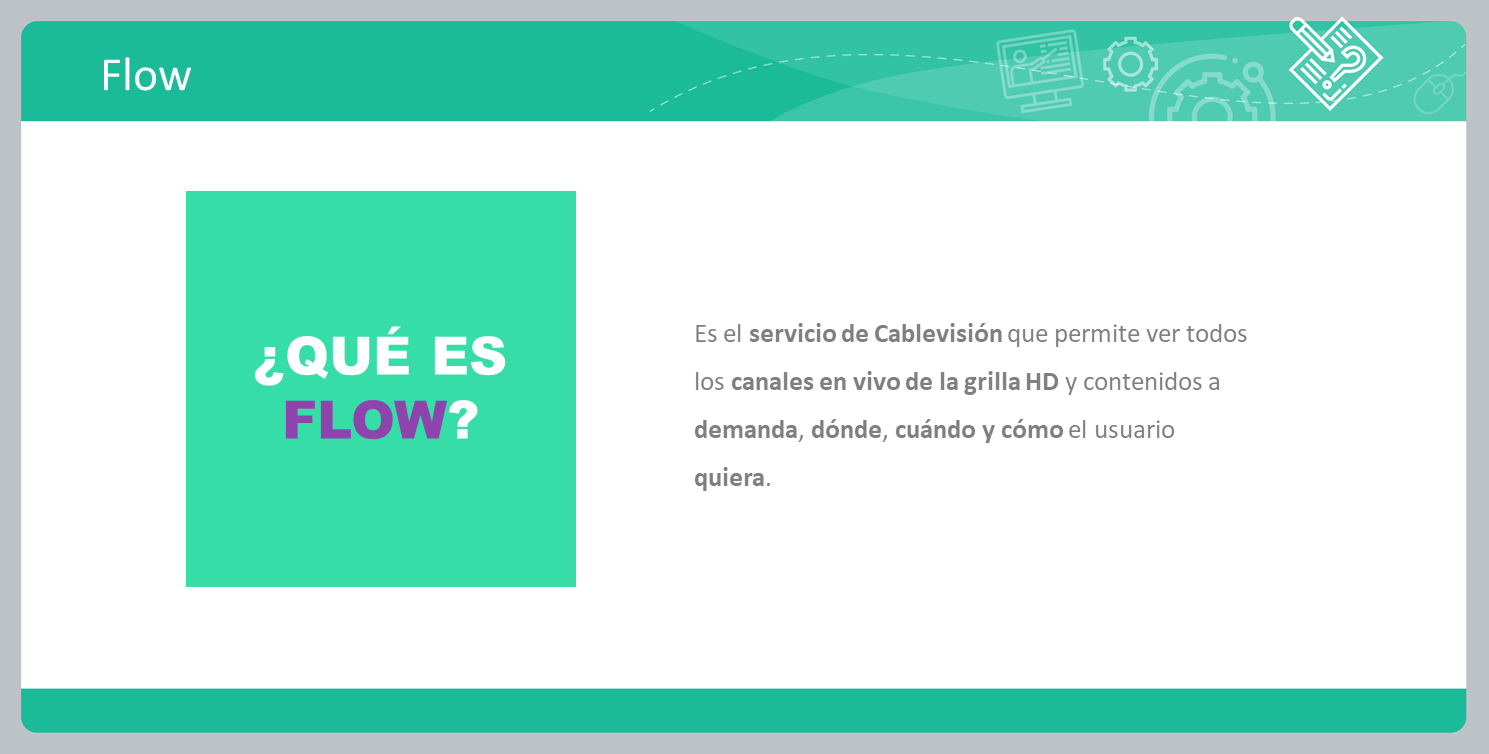 Flow
¿QUÉ ES
FLOW?
Es el servicio de Cablevisión que permite ver todos
los canales en vivo de la grilla HD y contenidos a
demanda, dónde, cuándo y cómo el usuario
quiera.